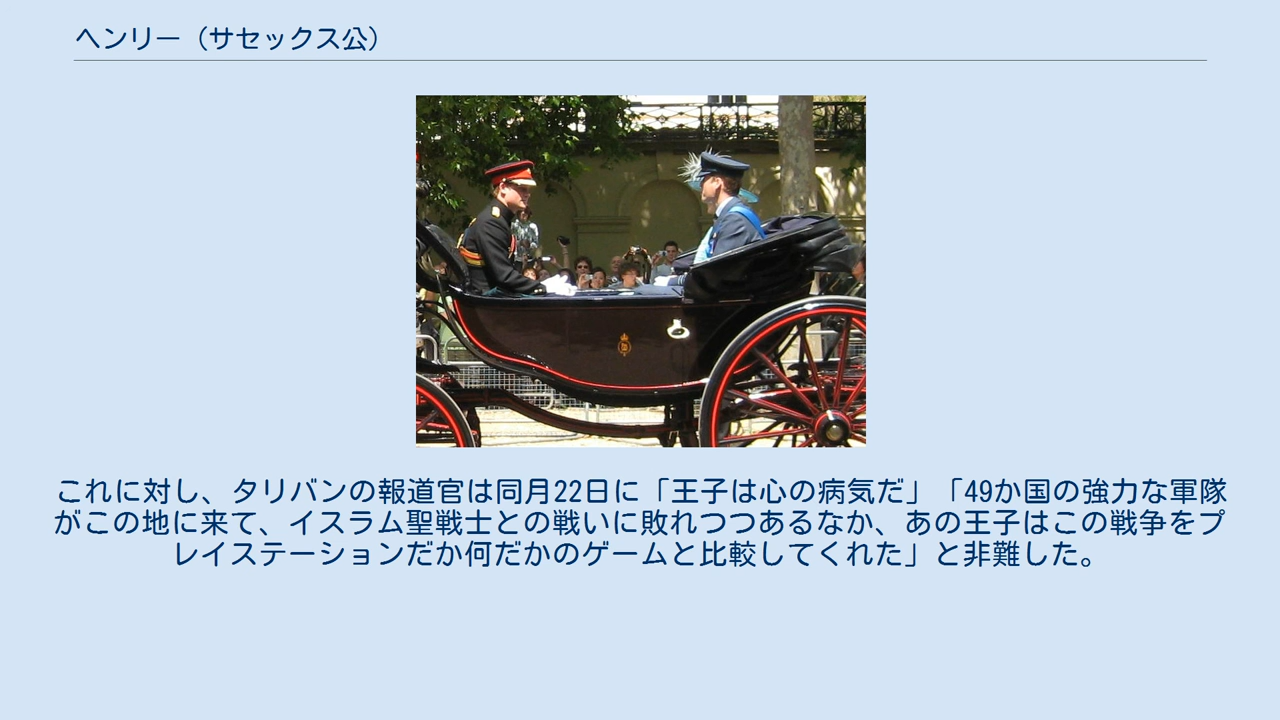 ヘンリー（サセックス公）
これに対し、タリバンの報道官は同月22日に「王子は心の病気だ」「49か国の強力な軍隊
がこの地に来て、イスラム聖戦士との戦いに敗れつつあるなか、あの王子はこの戦争をプ
レイステーションだか何だかのゲームと比較してくれた」と非難した。